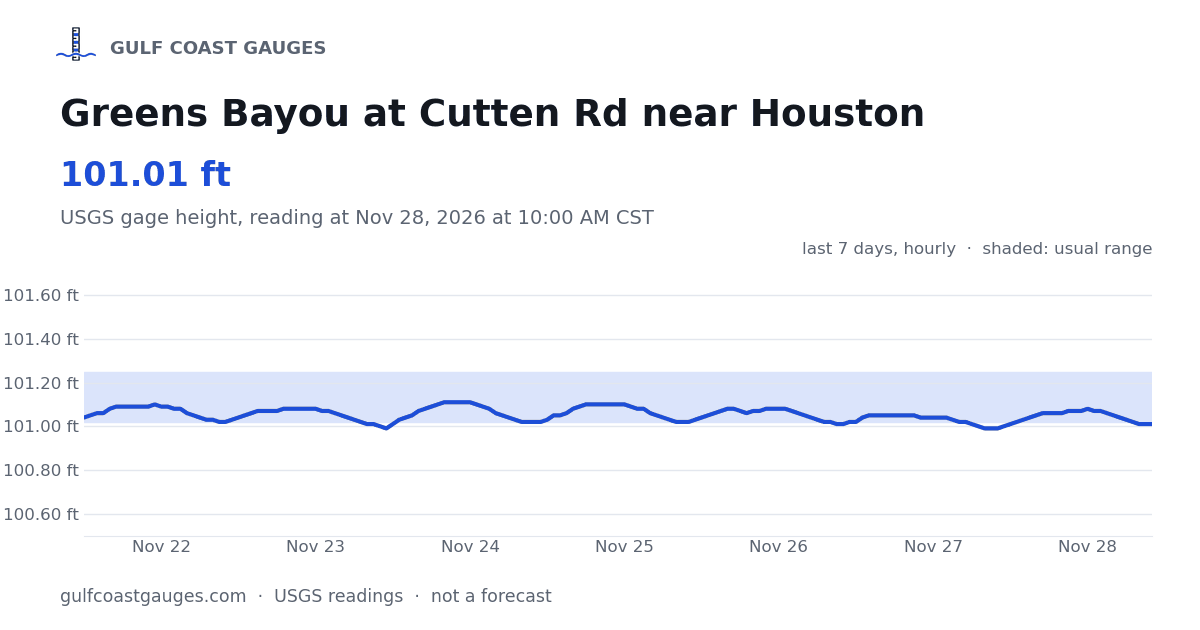 GULF COAST GAUGES
Greens Bayou at Cutten Rd near Houston
101.01 ft
USGS gage height, reading at Nov 28, 2026 at 10:00 AM CST
last 7 days, hourly · shaded: usual range
101.60 ft
101.40 ft
101.20 ft
101.00 ft
100.80 ft
100.60 ft
Nov 22 Nov 23 Nov 24 Nov 25 Nov 26 Nov 27 Nov 28
gulfcoastgauges.com · USGS readings · not a forecast